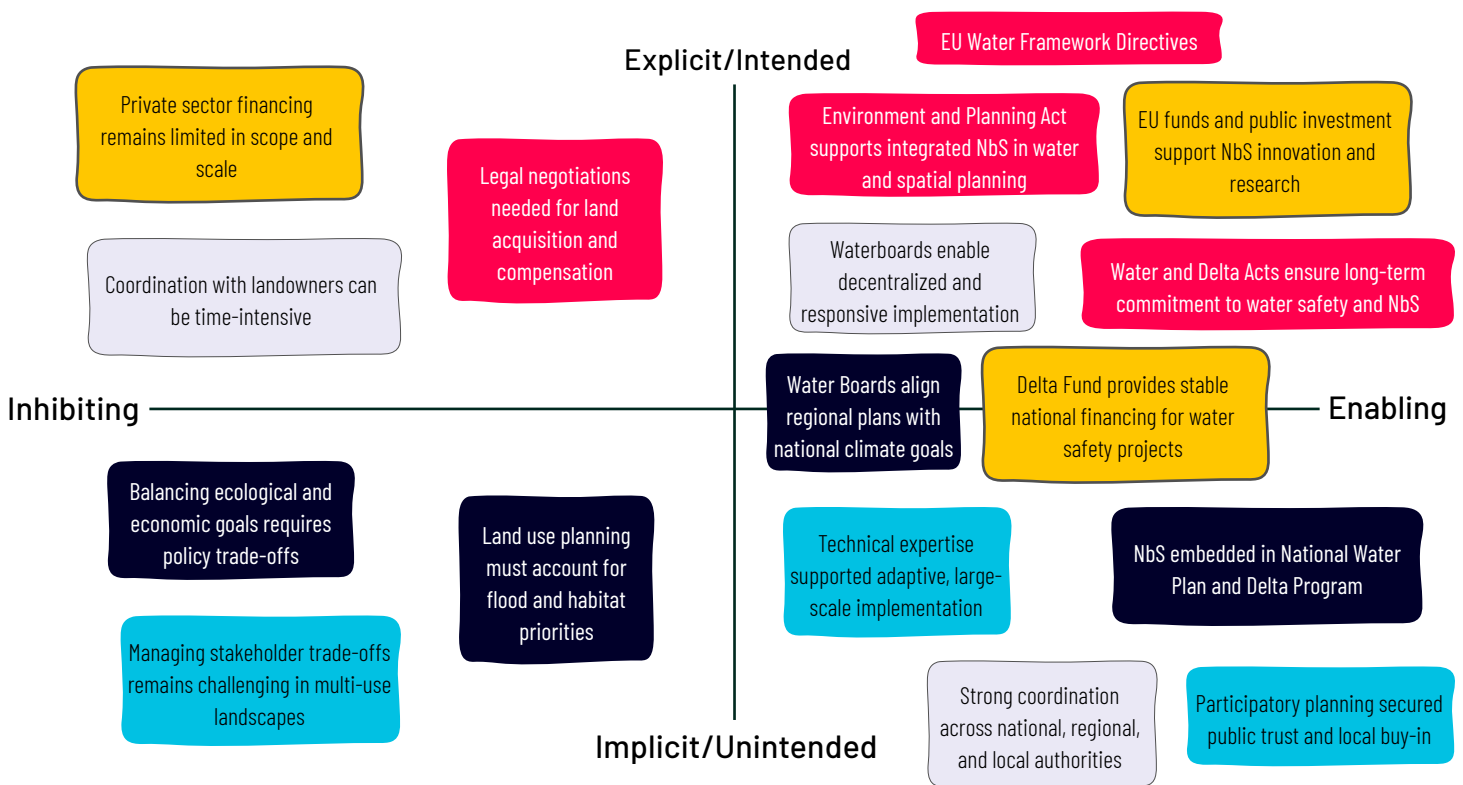 EU Water Framework Directives
Explicit/Intended
Private sector financing
remains limited in scope and
scale
Environment and Planning Act
supports integrated NbS in water
and spatial planning
EU funds and public investment
support NbS innovation and
research
Legal negotiations
needed for land
acquisition and
compensation
Coordination with landowners can
be time-intensive
Waterboards enable
decentralized and
responsive implementation
Water and Delta Acts ensure long-term
commitment to water safety and NbS
Inhibiting
Water Boards align
regional plans with
national climate goals
Delta Fund provides stable
national financing for water
safety projects
Enabling
Balancing ecological and
economic goals requires
policy trade-offs
Land use planning
must account for
flood and habitat
priorities
Technical expertise
supported adaptive, large-
scale implementation
NbS embedded in National Water
Plan and Delta Program
Managing stakeholder trade-offs
remains challenging in multi-use
landscapes
Strong coordination
across national, regional,
and local authorities
Participatory planning secured
public trust and local buy-in
Implicit/Unintended